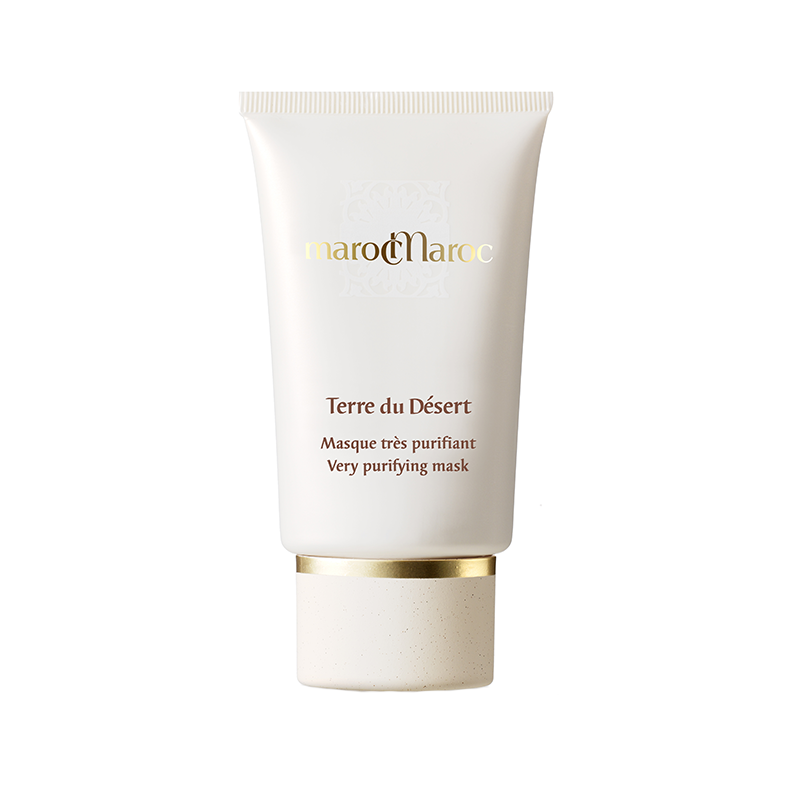 marocMaroc
Terre du Désert
Masque très purifiant
Very purifying mask